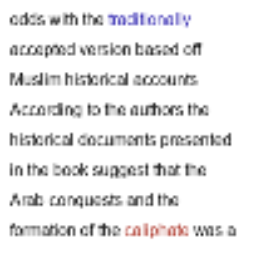 odds with the traditionally
accepted version based off
Muslim historical accounts
According to the authors the
historical documents presented
in the book suggest that the
Arab conquests and the
formation of the caliphate was a